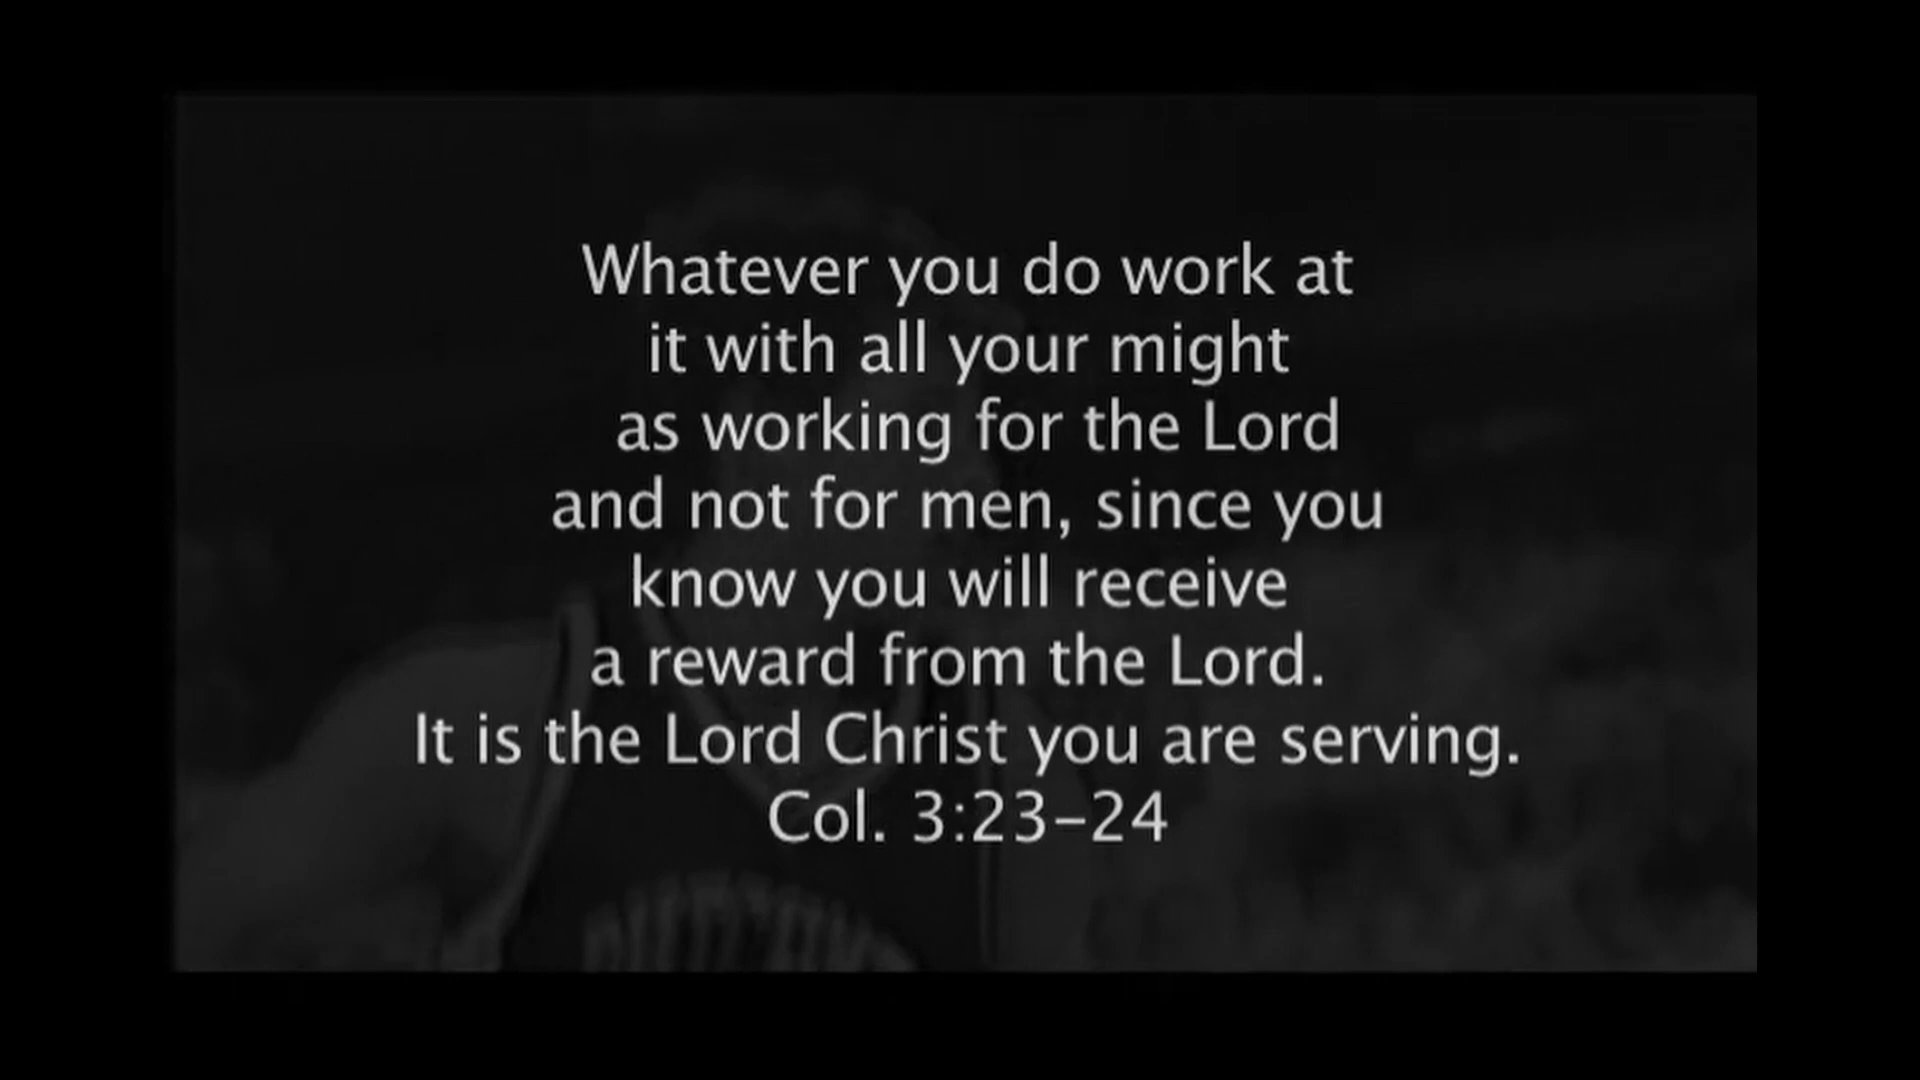 Whatever you do work at
it with all your might
as working for the Lord
and not for men, since you
know you will receive
a reward from the Lord.
It is the Lord Christ you are serving.
Col. 3:23–24